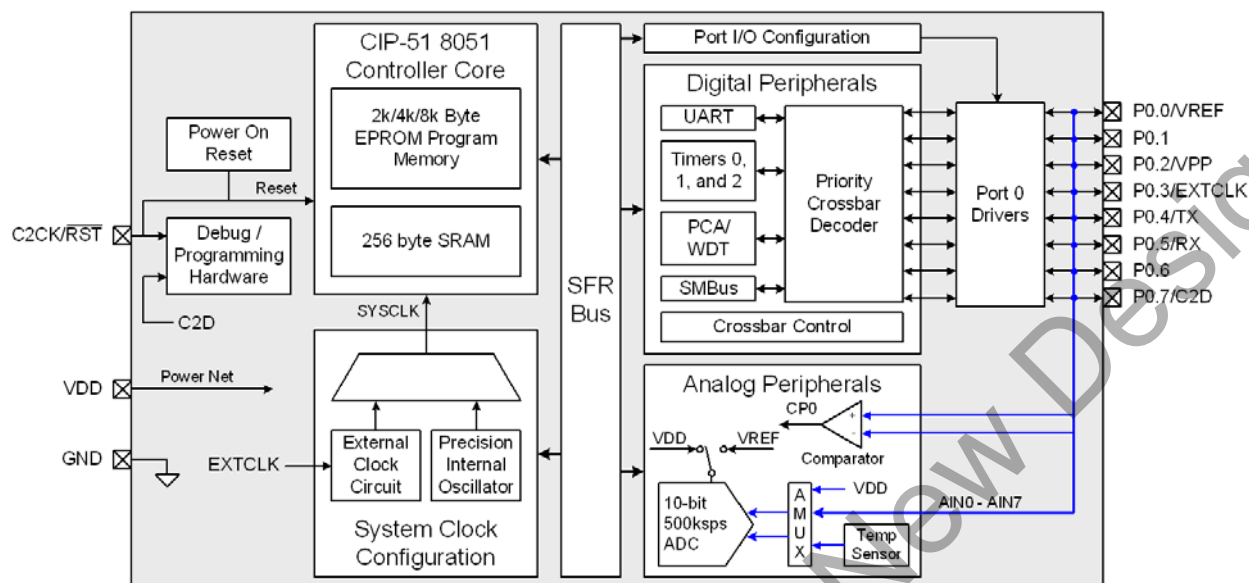 CIP-51 8051
Controller Core
2k/4k/8k Byte
EPROM Program
Memory
256 byte SRAM
Power On
Reset
Reset
C2CK/RST
Debug /
Programming
Hardware
C2D
VDD
Power Net
GND
SYSCLK
EXTCLK
External
Clock
Circuit
Precision
Internal
Oscillator
System Clock
Configuration
SFR
Bus
Port I/O Configuration
Digital Peripherals
UART
Timers 0,
1, and 2
PCA/
WDT
SMBus
Priority
Crossbar
Decoder
Crossbar Control
Port 0
Drivers
P0.0/VREF
P0.1
P0.2/VPP
P0.3/EXTCLK
P0.4/TX
P0.5/RX
P0.6
P0.7/C2D
Analog Peripherals
CP0
+
-
Comparator
VDD
VREF
10-bit
500ksps
ADC
A
M
U
X
VDD
AIN0 - AIN7
Temp
Sensor
New Desig